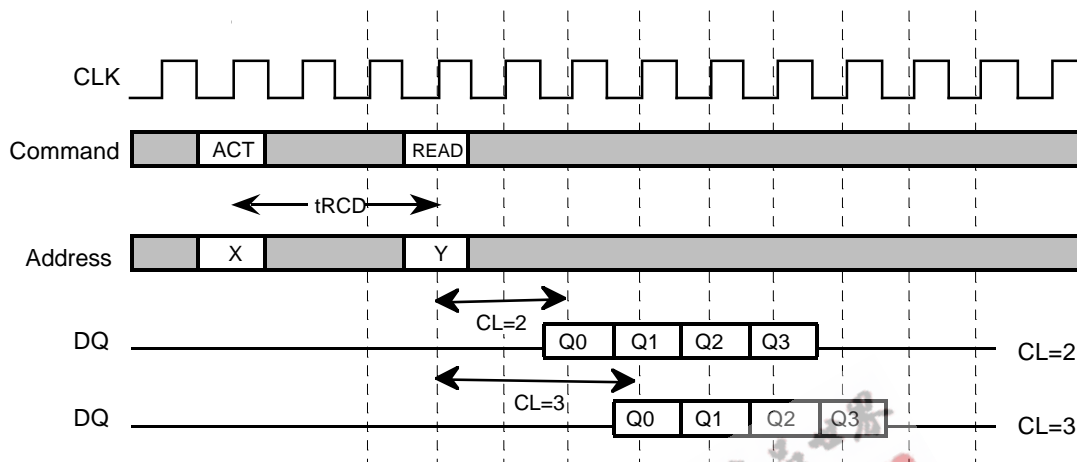 CLK
Command ACT READ
tRCD
Address X Y
CL=2
DQ Q0 Q1 Q2 Q3 CL=2
CL=3
DQ Q0 Q1 Q2 Q3 CL=3